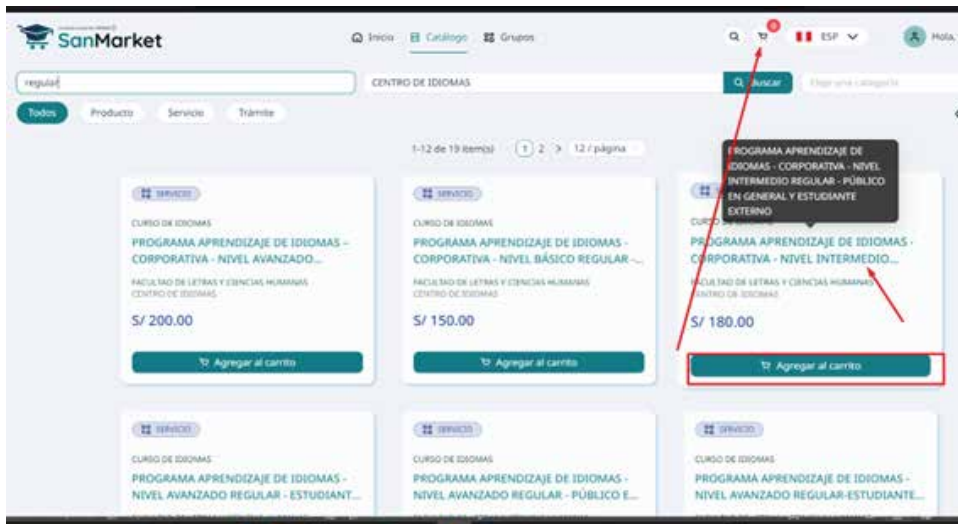 SanMarket
Inicio
Catálogo
Grupos
0
ESP
A
Hola,
regular
CENTRO DE IDIOMAS
Buscar
Elege una categoría
Todos
Producto
Servicio
Trámite
1-12 de 19 item(s)
1
2
>
12 / página
PROGRAMA APRENDIZAJE DE
IDIOMAS - CORPORATIVA - NIVEL
INTERMEDIO REGULAR - PÚBLICO
EN GENERAL Y ESTUDIANTE
EXTERNO
SERVICIO
CURSO DE IDIOMAS
PROGRAMA APRENDIZAJE DE IDIOMAS –
CORPORATIVA - NIVEL AVANZADO...
FACULTAD DE LETRAS Y CIENCIAS HUMANAS
CENTRO DE IDIOMAS
S/ 200.00
Agregar al carrito
SERVICIO
CURSO DE IDIOMAS
PROGRAMA APRENDIZAJE DE IDIOMAS -
CORPORATIVA - NIVEL BÁSICO REGULAR -...
FACULTAD DE LETRAS Y CIENCIAS HUMANAS
CENTRO DE IDIOMAS
S/ 150.00
Agregar al carrito
PROGRAMA APRENDIZAJE DE IDIOMAS -
CORPORATIVA - NIVEL INTERMEDIO...
FACULTAD DE LETRAS Y CIENCIAS HUMANAS
CENTRO DE IDIOMAS
S/ 180.00
Agregar al carrito
SERVICIO
CURSO DE IDIOMAS
PROGRAMA APRENDIZAJE DE IDIOMAS -
NIVEL AVANZADO REGULAR - ESTUDIANT...
SERVICIO
CURSO DE IDIOMAS
PROGRAMA APRENDIZAJE DE IDIOMAS -
NIVEL AVANZADO REGULAR - PÚBLICO E...
SERVICIO
CURSO DE IDIOMAS
PROGRAMA APRENDIZAJE DE IDIOMAS -
NIVEL AVANZADO REGULAR-ESTUDIANTE...